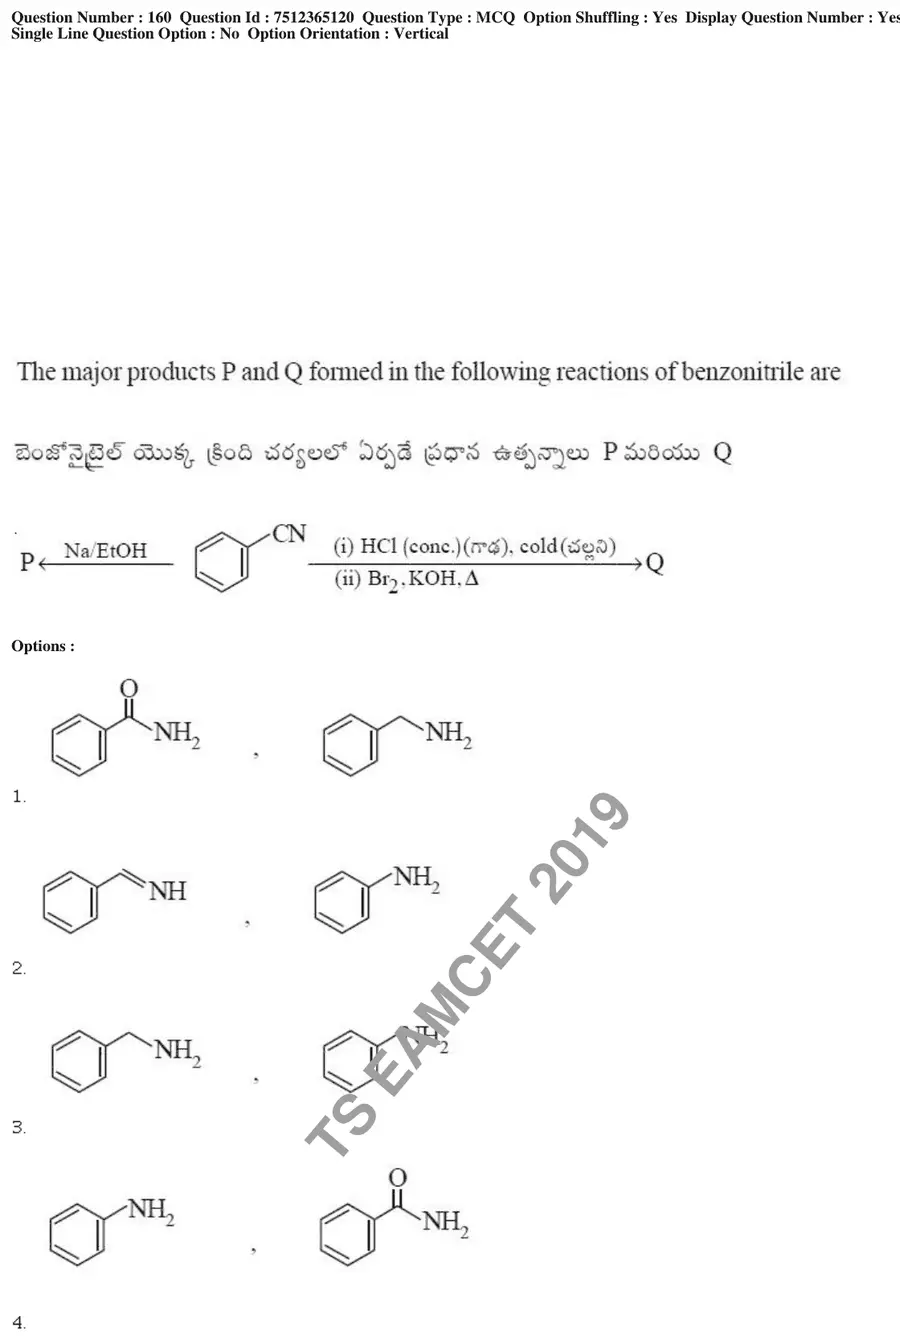 Question Number : 160 Question Id : 7512365120 Question Type : MCQ Option Shuffling : Yes Display Question Number : Yes
Single Line Question Option : No Option Orientation : Vertical
The major products P and Q formed in the following reactions of benzonitrile are
బెంజోనైట్రైల్ యొక్క క్రింది చర్యలలో ఏర్పడే ప్రధాన ఉత్పన్నాలు P మరియు Q
P Na/EtOH CN (i) HCl (conc.)(గాఢ), cold(చల్లని) Q
(ii) Br₂,KOH,Δ
Options :
O
NH₂ , NH₂
1.
NH , NH₂
2.
NH₂ , NH₂
3.
O
NH₂ , NH₂
4.
TS EAMCET 2019